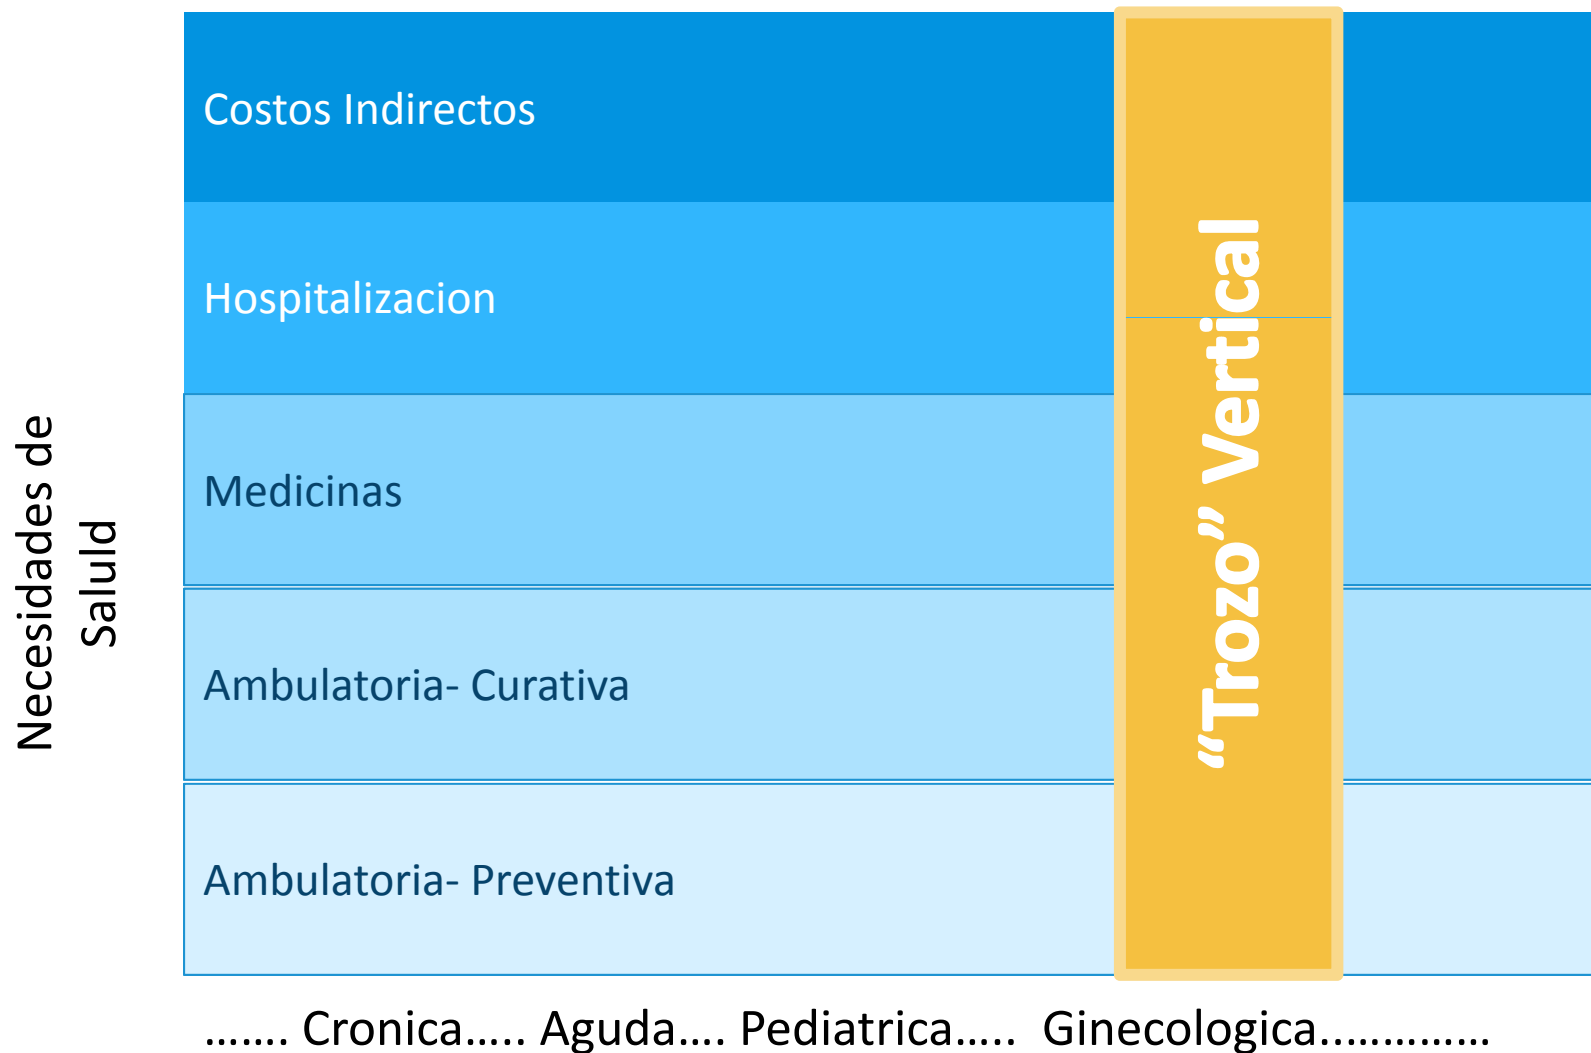 Necesidades de
Saluld
Costos Indirectos
Hospitalizacion
Medicinas
Ambulatoria- Curativa
Ambulatoria- Preventiva
“Trozo” Vertical
....... Cronica..... Aguda.... Pediatrica..... Ginecologica...............